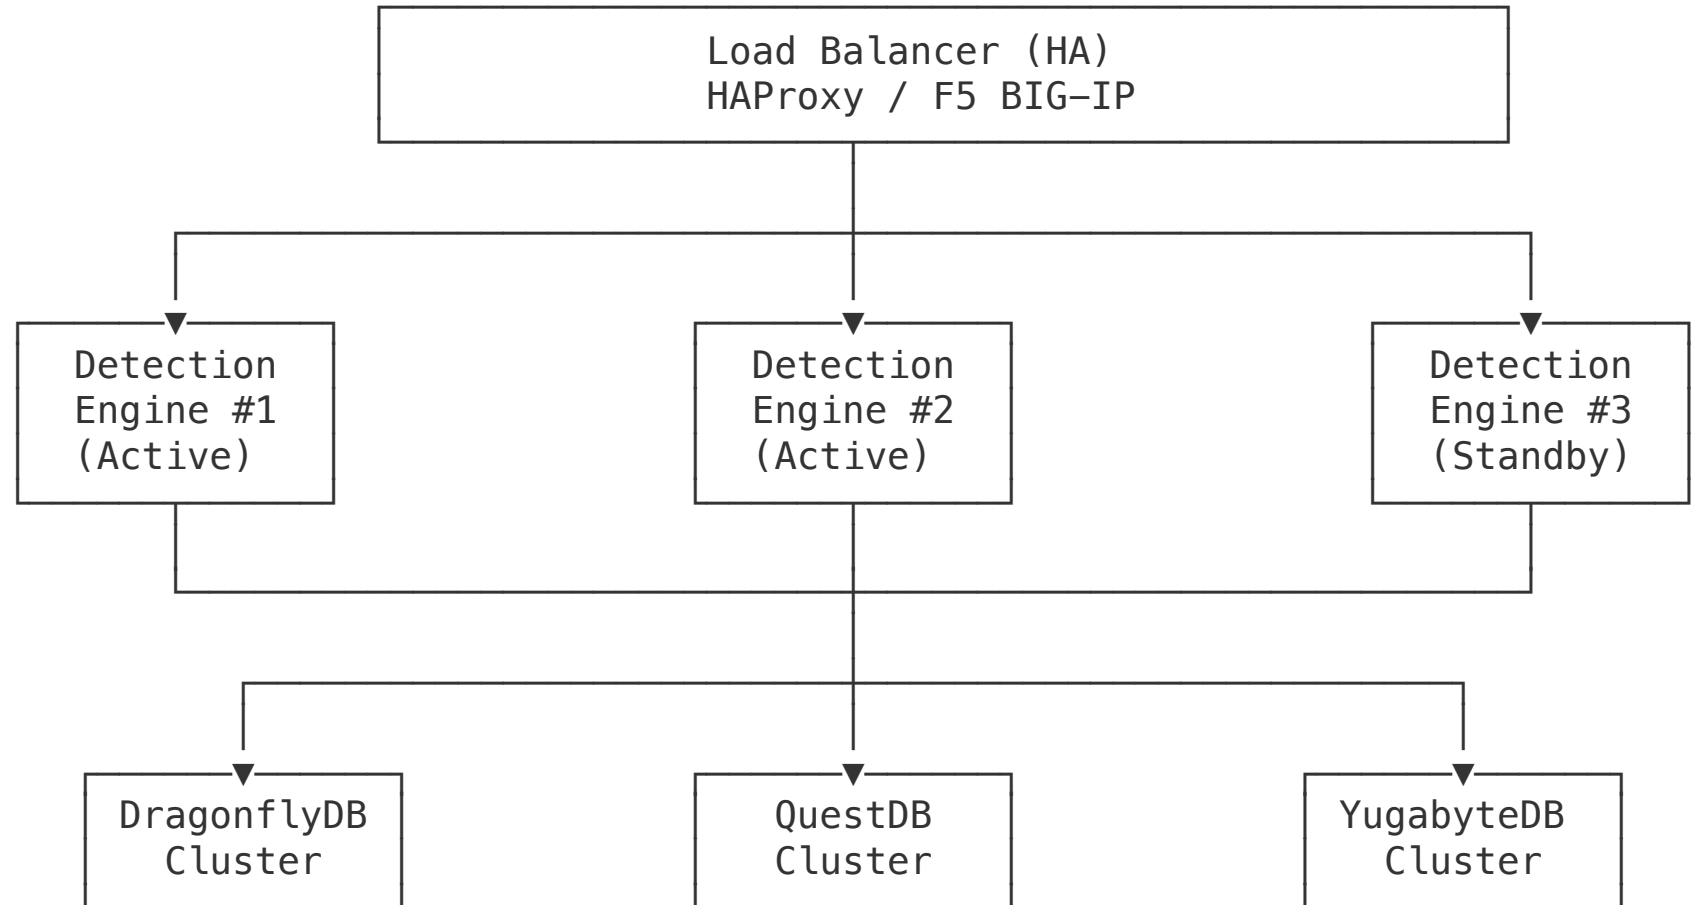 Load Balancer (HA)
HAProxy / F5 BIG-IP
Detection
Engine #1
(Active)
Detection
Engine #2
(Active)
Detection
Engine #3
(Standby)
DragonflyDB
Cluster
QuestDB
Cluster
YugabyteDB
Cluster